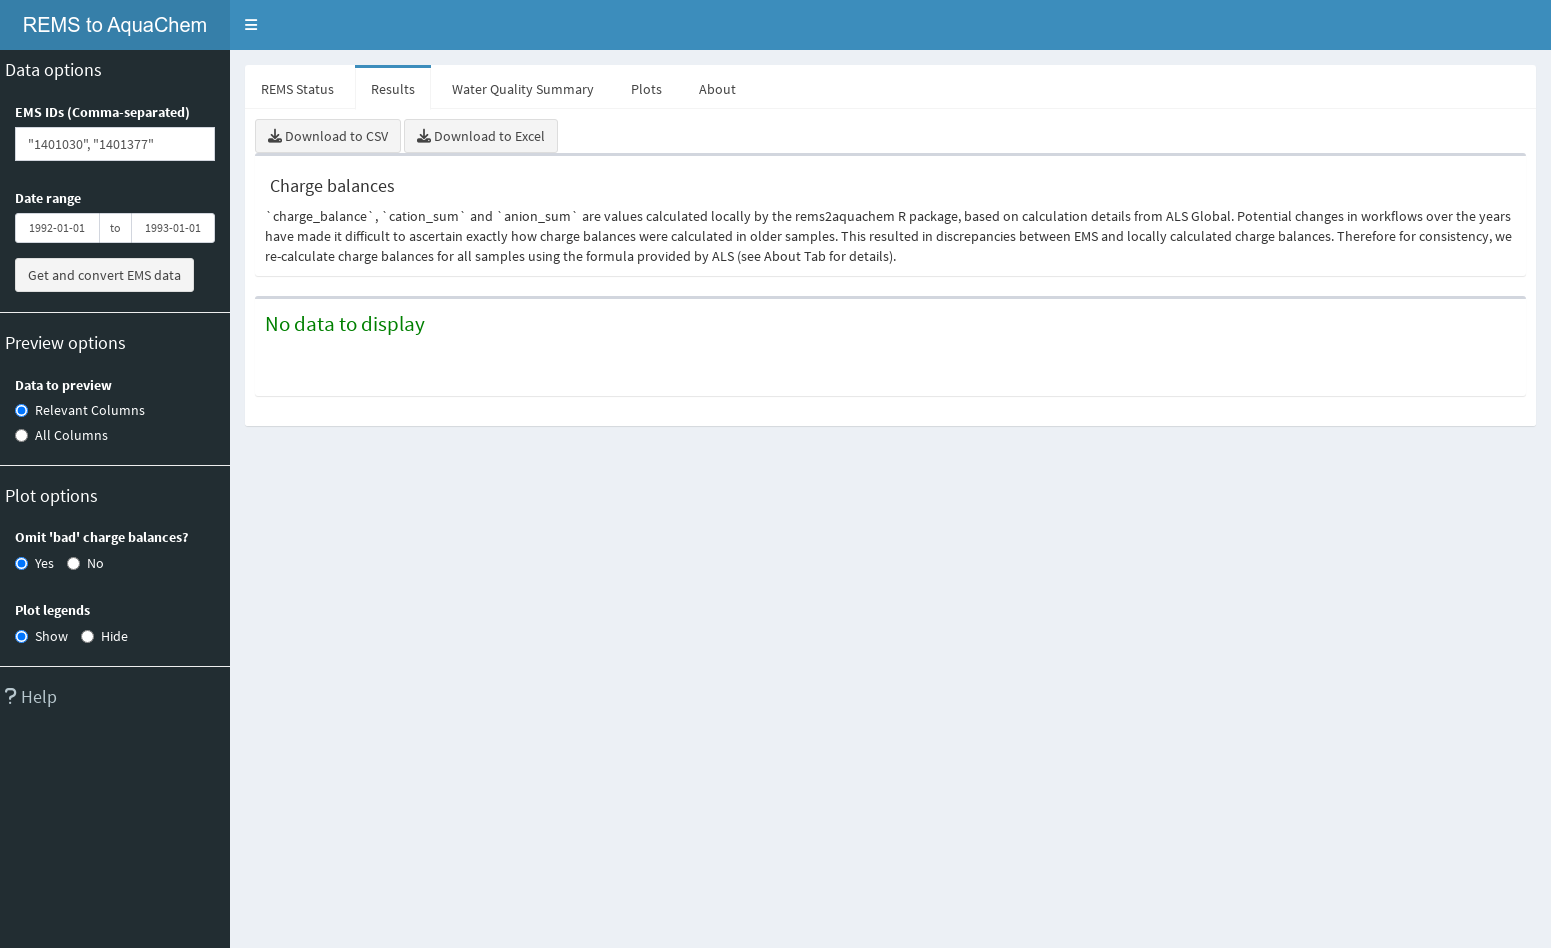 REMS to AquaChem
Data options
EMS IDs (Comma-separated)
"1401030", "1401377"
Date range
1992-01-01 to 1993-01-01
Get and convert EMS data
Preview options
Data to preview
Relevant Columns
All Columns
Plot options
Omit 'bad' charge balances?
Yes No
Plot legends
Show Hide
? Help
REMS Status Results Water Quality Summary Plots About
Download to CSV Download to Excel
Charge balances
`charge_balance`, `cation_sum` and `anion_sum` are values calculated locally by the rems2aquachem R package, based on calculation details from ALS Global. Potential changes in workflows over the years
have made it difficult to ascertain exactly how charge balances were calculated in older samples. This resulted in discrepancies between EMS and locally calculated charge balances. Therefore for consistency, we
re-calculate charge balances for all samples using the formula provided by ALS (see About Tab for details).
No data to display